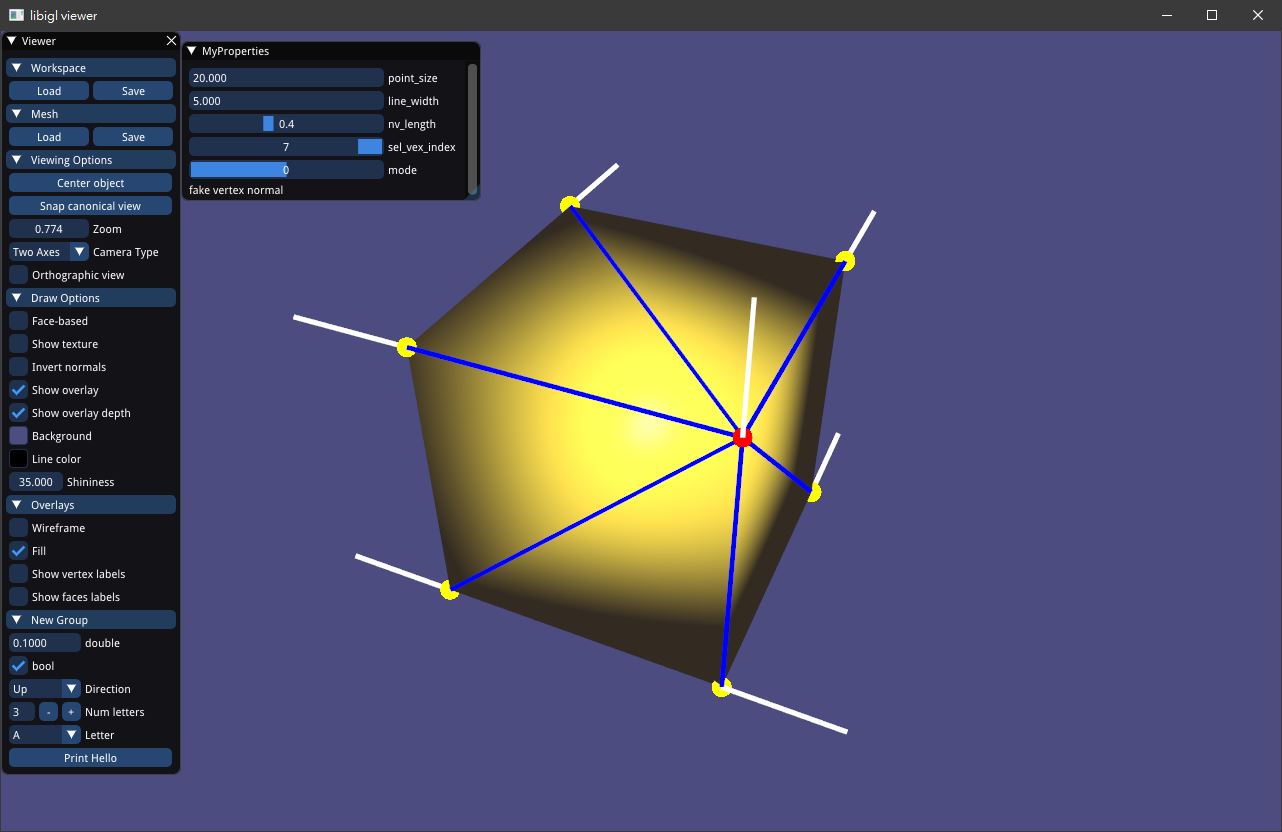 libigl viewer
Viewer
Workspace
Load Save
Mesh
Load Save
Viewing Options
Center object
Snap canonical view
0.774 Zoom
Two Axes Camera Type
Orthographic view
Draw Options
Face-based
Show texture
Invert normals
Show overlay
Show overlay depth
Background
Line color
35.000 Shininess
Overlays
Wireframe
Fill
Show vertex labels
Show faces labels
New Group
0.1000 double
bool
Up Direction
3 - + Num letters
A Letter
Print Hello
MyProperties
20.000 point_size
5.000 line_width
0.4 nv_length
7 sel_vex_index
0 mode
fake vertex normal